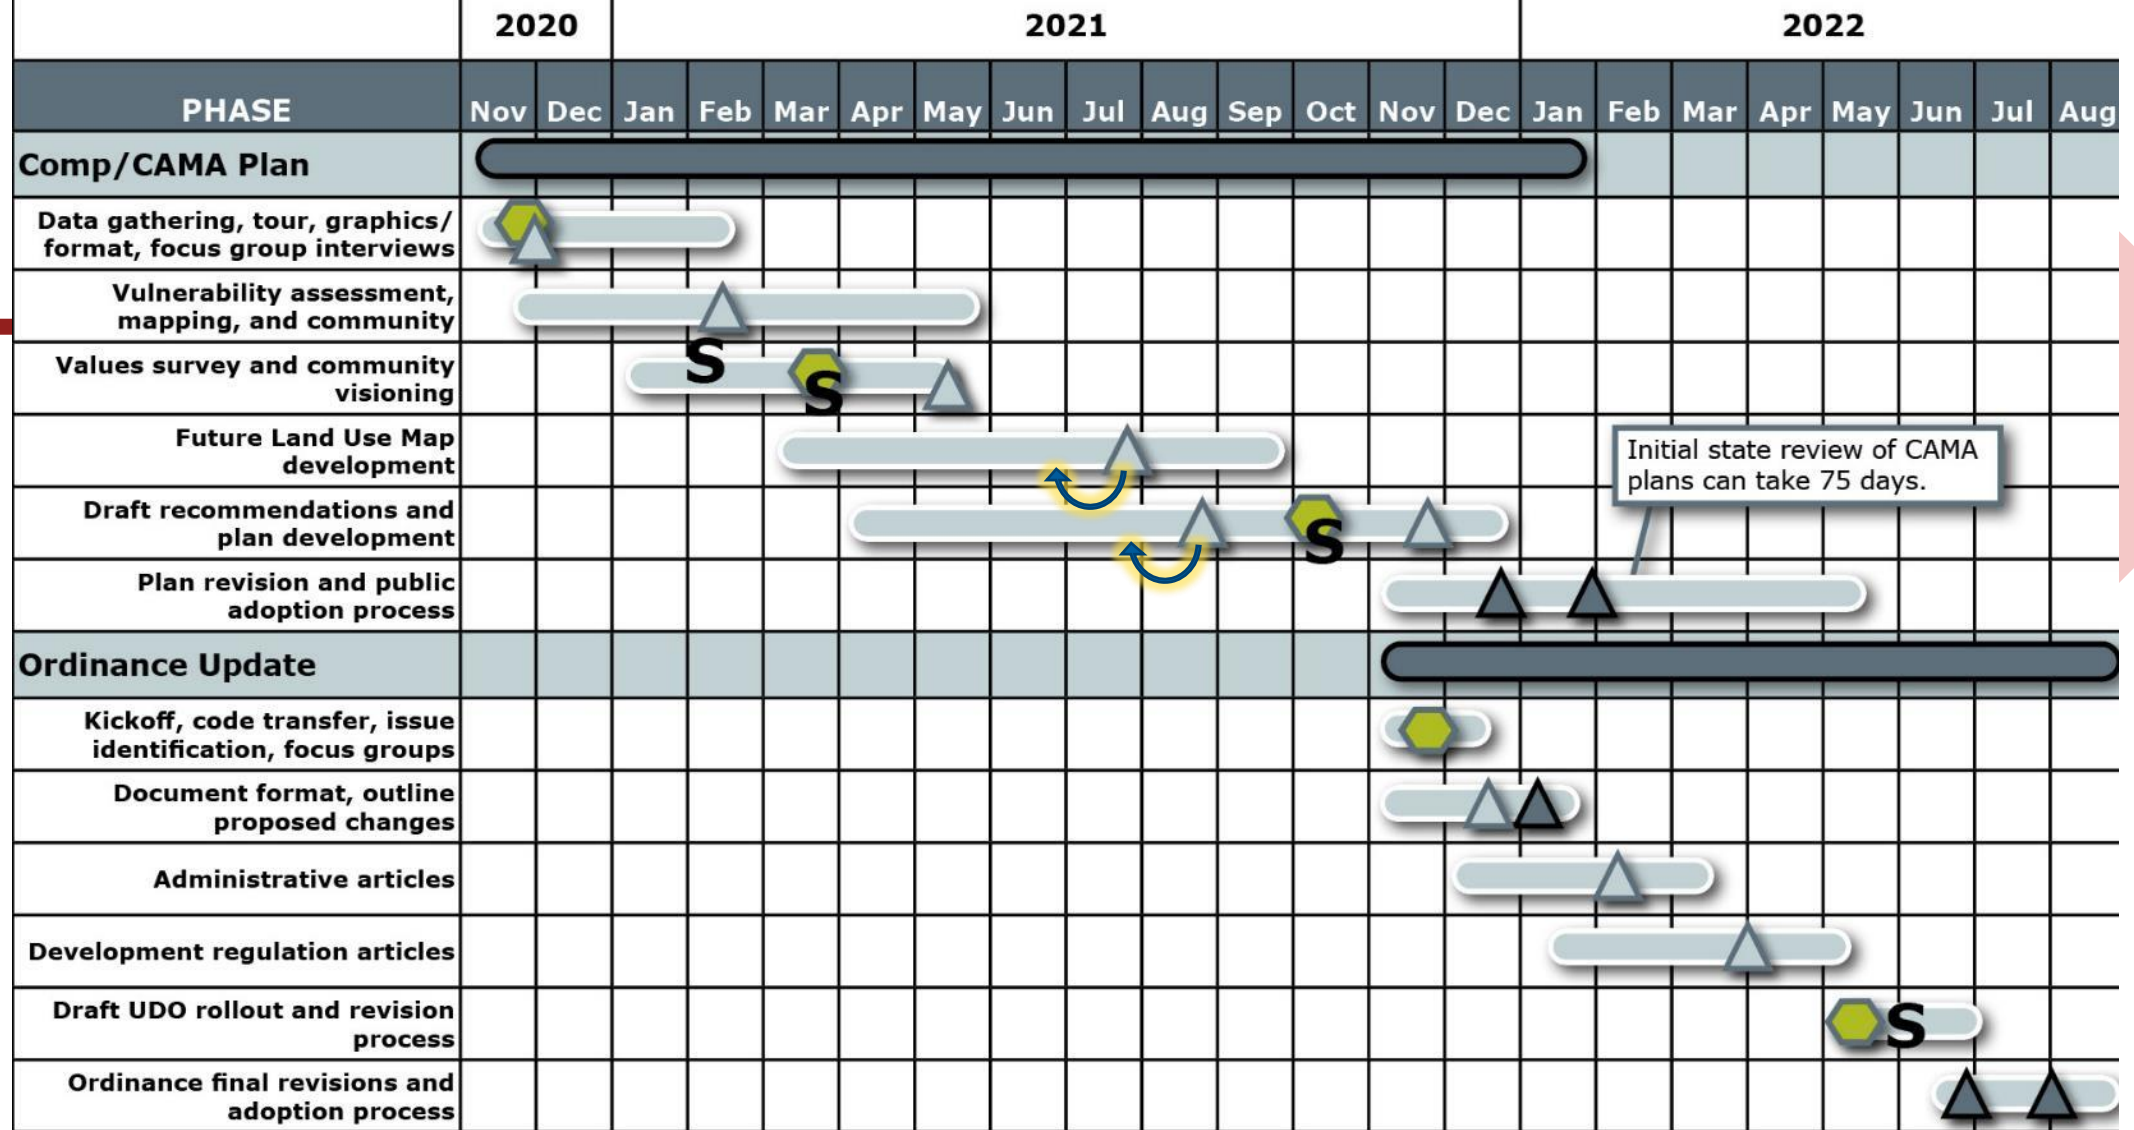 2020 2021 2022
PHASE Nov Dec Jan Feb Mar Apr May Jun Jul Aug Sep Oct Nov Dec Jan Feb Mar Apr May Jun Jul Aug
Comp/CAMA Plan
Data gathering, tour, graphics/
format, focus group interviews
Vulnerability assessment,
mapping, and community
S
Values survey and community
visioning
S
Future Land Use Map
development
Initial state review of CAMA
plans can take 75 days.
Draft recommendations and
plan development
S
Plan revision and public
adoption process
Ordinance Update
Kickoff, code transfer, issue
identification, focus groups
Document format, outline
proposed changes
Administrative articles
Development regulation articles
Draft UDO rollout and revision
process
S
Ordinance final revisions and
adoption process